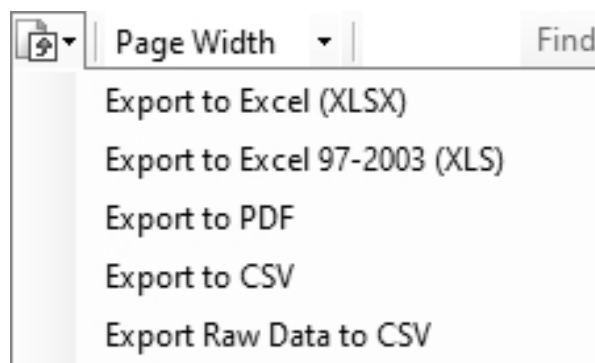 Page Width Find
Export to Excel (XLSX)
Export to Excel 97-2003 (XLS)
Export to PDF
Export to CSV
Export Raw Data to CSV